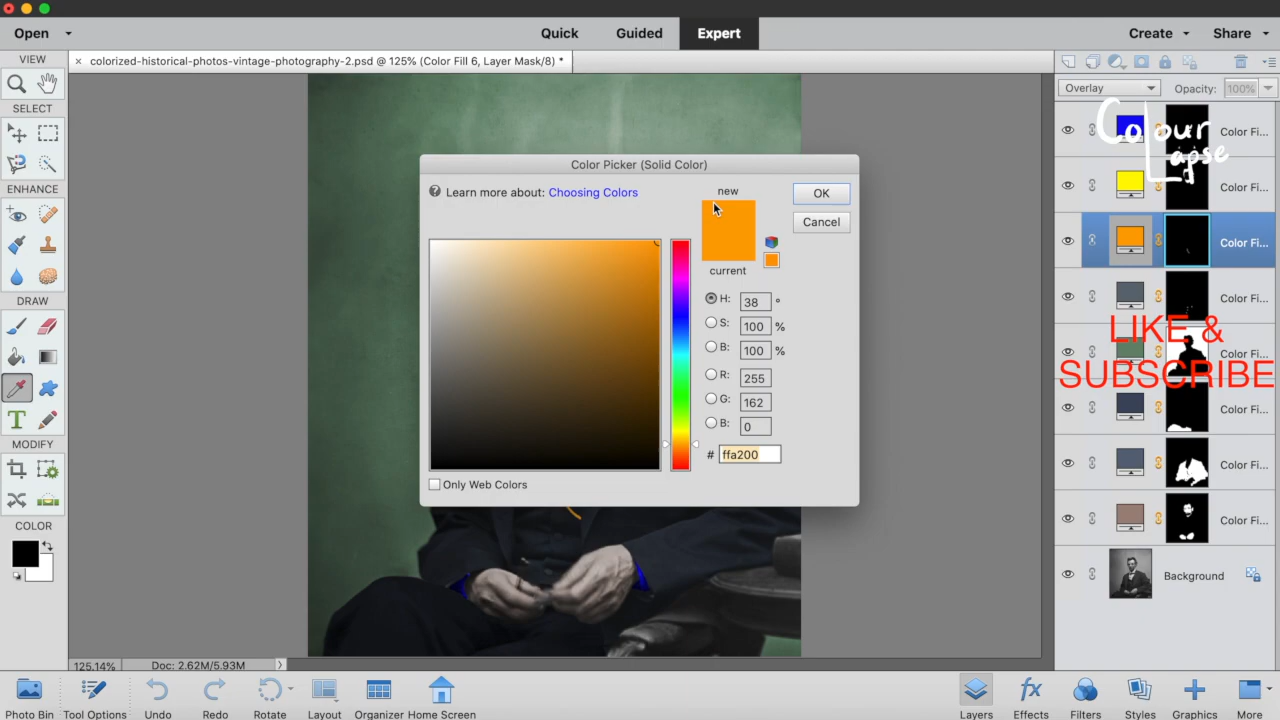 Open
Quick
Guided
Expert
Create
Share
VIEW
× colorized-historical-photos-vintage-photography-2.psd @ 125% (Color Fill 6, Layer Mask/8) *
SELECT
ENHANCE
DRAW
T
MODIFY
COLOR
Color Picker (Solid Color)
? Learn more about: Choosing Colors
new
current
OK
Cancel
H: 38 °
S: 100 %
B: 100 %
R: 255
G: 162
B: 0
# ffa200
Only Web Colors
Overlay
Opacity: 100%
Color Fi...
Color Fi...
Color Fi...
Color Fi...
Color Fi...
Color Fi...
Color Fi...
Color Fi...
Background
Colour
Lapse
LIKE &
SUBSCRIBE
125.14%
Doc: 2.62M/5.93M
Photo Bin
Tool Options
Undo
Redo
Rotate
Layout
Organizer
Home Screen
Layers
fx
Effects
Filters
Styles
Graphics
More